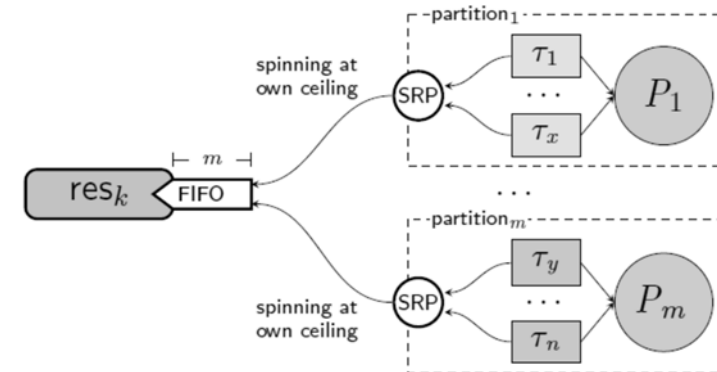 partition₁
spinning at
own ceiling
SRP
τ₁
...
τₓ
P₁
m
resₖ
FIFO
...
partitionₘ
spinning at
own ceiling
SRP
τᵧ
...
τₙ
Pₘ